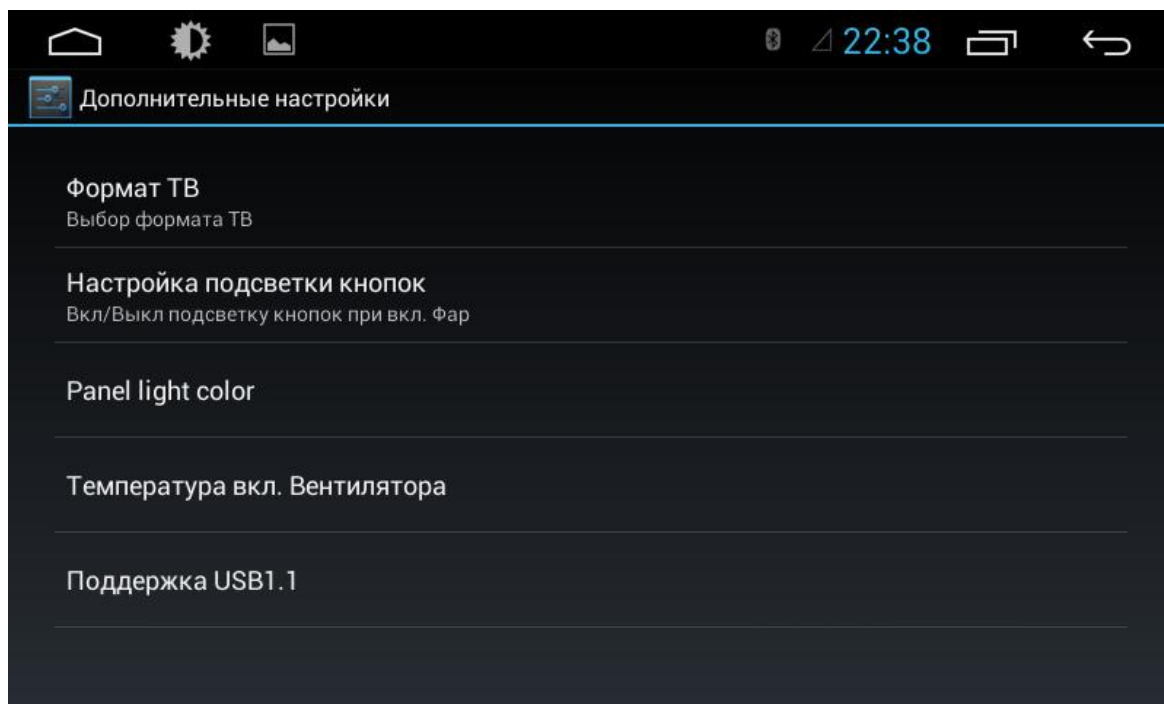 22:38
Дополнительные настройки
Формат ТВ
Выбор формата ТВ
Настройка подсветки кнопок
Вкл/Выкл подсветку кнопок при вкл. Фар
Panel light color
Температура вкл. Вентилятора
Поддержка USB1.1